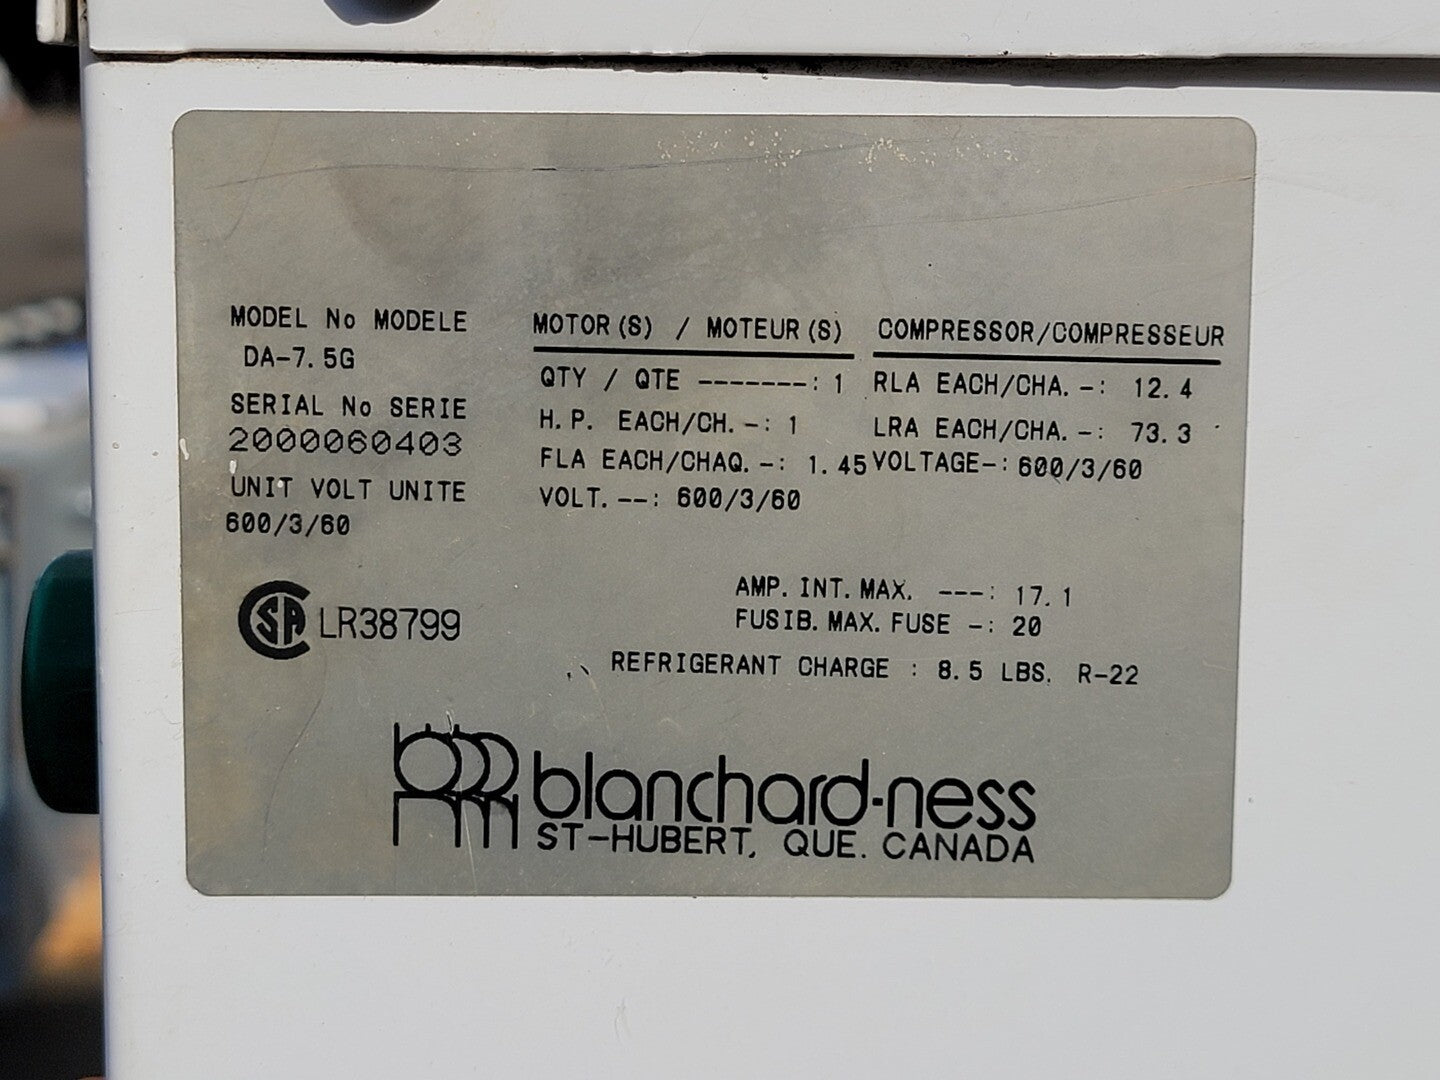 MODEL No MODELE
DA-7.5G
SERIAL No SERIE
2000060403
UNIT VOLT UNITE
600/3/60
MOTOR(S) / MOTEUR(S)
QTY / QTE -------: 1
H.P. EACH/CH. -: 1
FLA EACH/CHAQ. -: 1.45
VOLT. --: 600/3/60
COMPRESSOR/COMPRESSEUR
RLA EACH/CHA. -: 12.4
LRA EACH/CHA. -: 73.3
VOLTAGE-: 600/3/60
AMP. INT. MAX. ---: 17.1
FUSIB. MAX. FUSE -: 20
REFRIGERANT CHARGE : 8.5 LBS. R-22
CSA LR38799
blanchard-ness
ST-HUBERT, QUE. CANADA